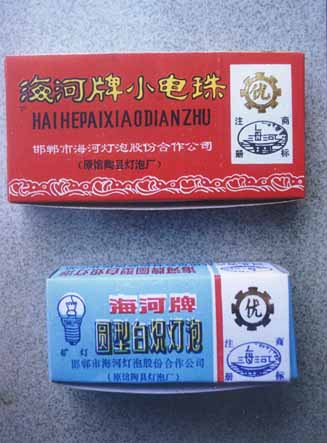 海河牌小电珠
HAIHEPAIXIAODIANZHU
邯郸市海河灯泡股份合作公司
（原馆陶县灯泡厂）
优
注 商
册 标
海河牌
圆型白炽灯泡
矿灯
邯郸市海河灯泡股份合作公司
（原馆陶县灯泡厂）
优
注 商
册 标